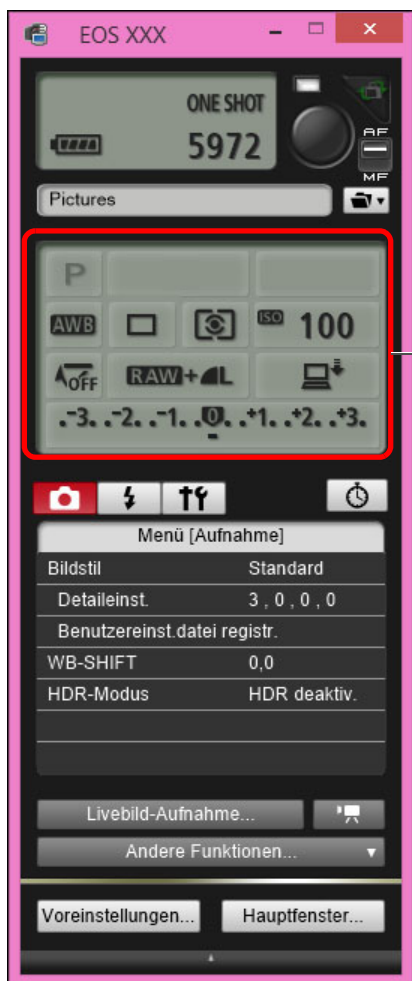 EOS XXX
ONE SHOT
5972
AF
MF
Pictures
P
AWB
ISO 100
OFF RAW+L
-3. .-2. .-1. .0. .+1. .+2. .+3.
Menü [Aufnahme]
Bildstil Standard
Detaileinst. 3 , 0 , 0 , 0
Benutzereinst.datei registr.
WB-SHIFT 0,0
HDR-Modus HDR deaktiv.
Livebild-Aufnahme...
Andere Funktionen...
Voreinstellungen... Hauptfenster...